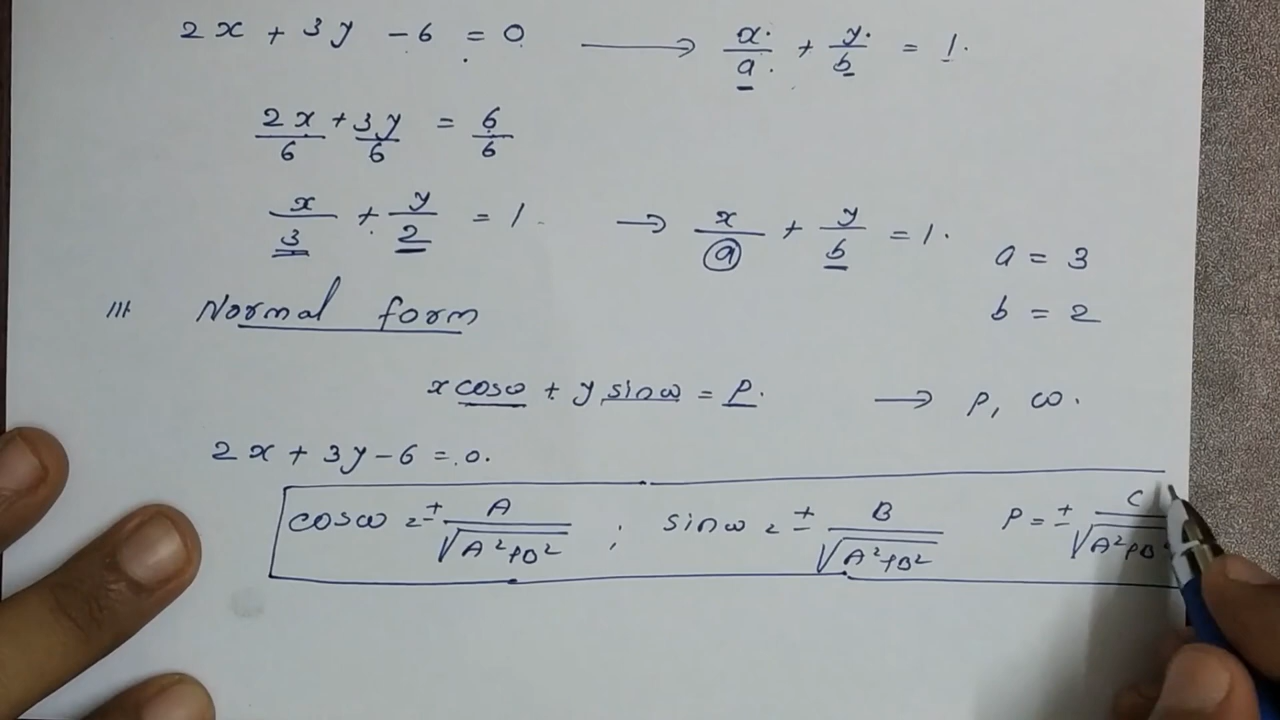 2x + 3y - 6 = 0 ⟶ x/a + y/b = 1.
2x/6 + 3y/6 = 6/6
x/3 + y/2 = 1. → x/a + y/b = 1.
a = 3
b = 2
III Normal form
x cosω + y sinω = P. → P, ω.
2x + 3y - 6 = 0.
cosω = ± A/√A²+B² ; sinω = ± B/√A²+B² P = ± C/√A²+B²